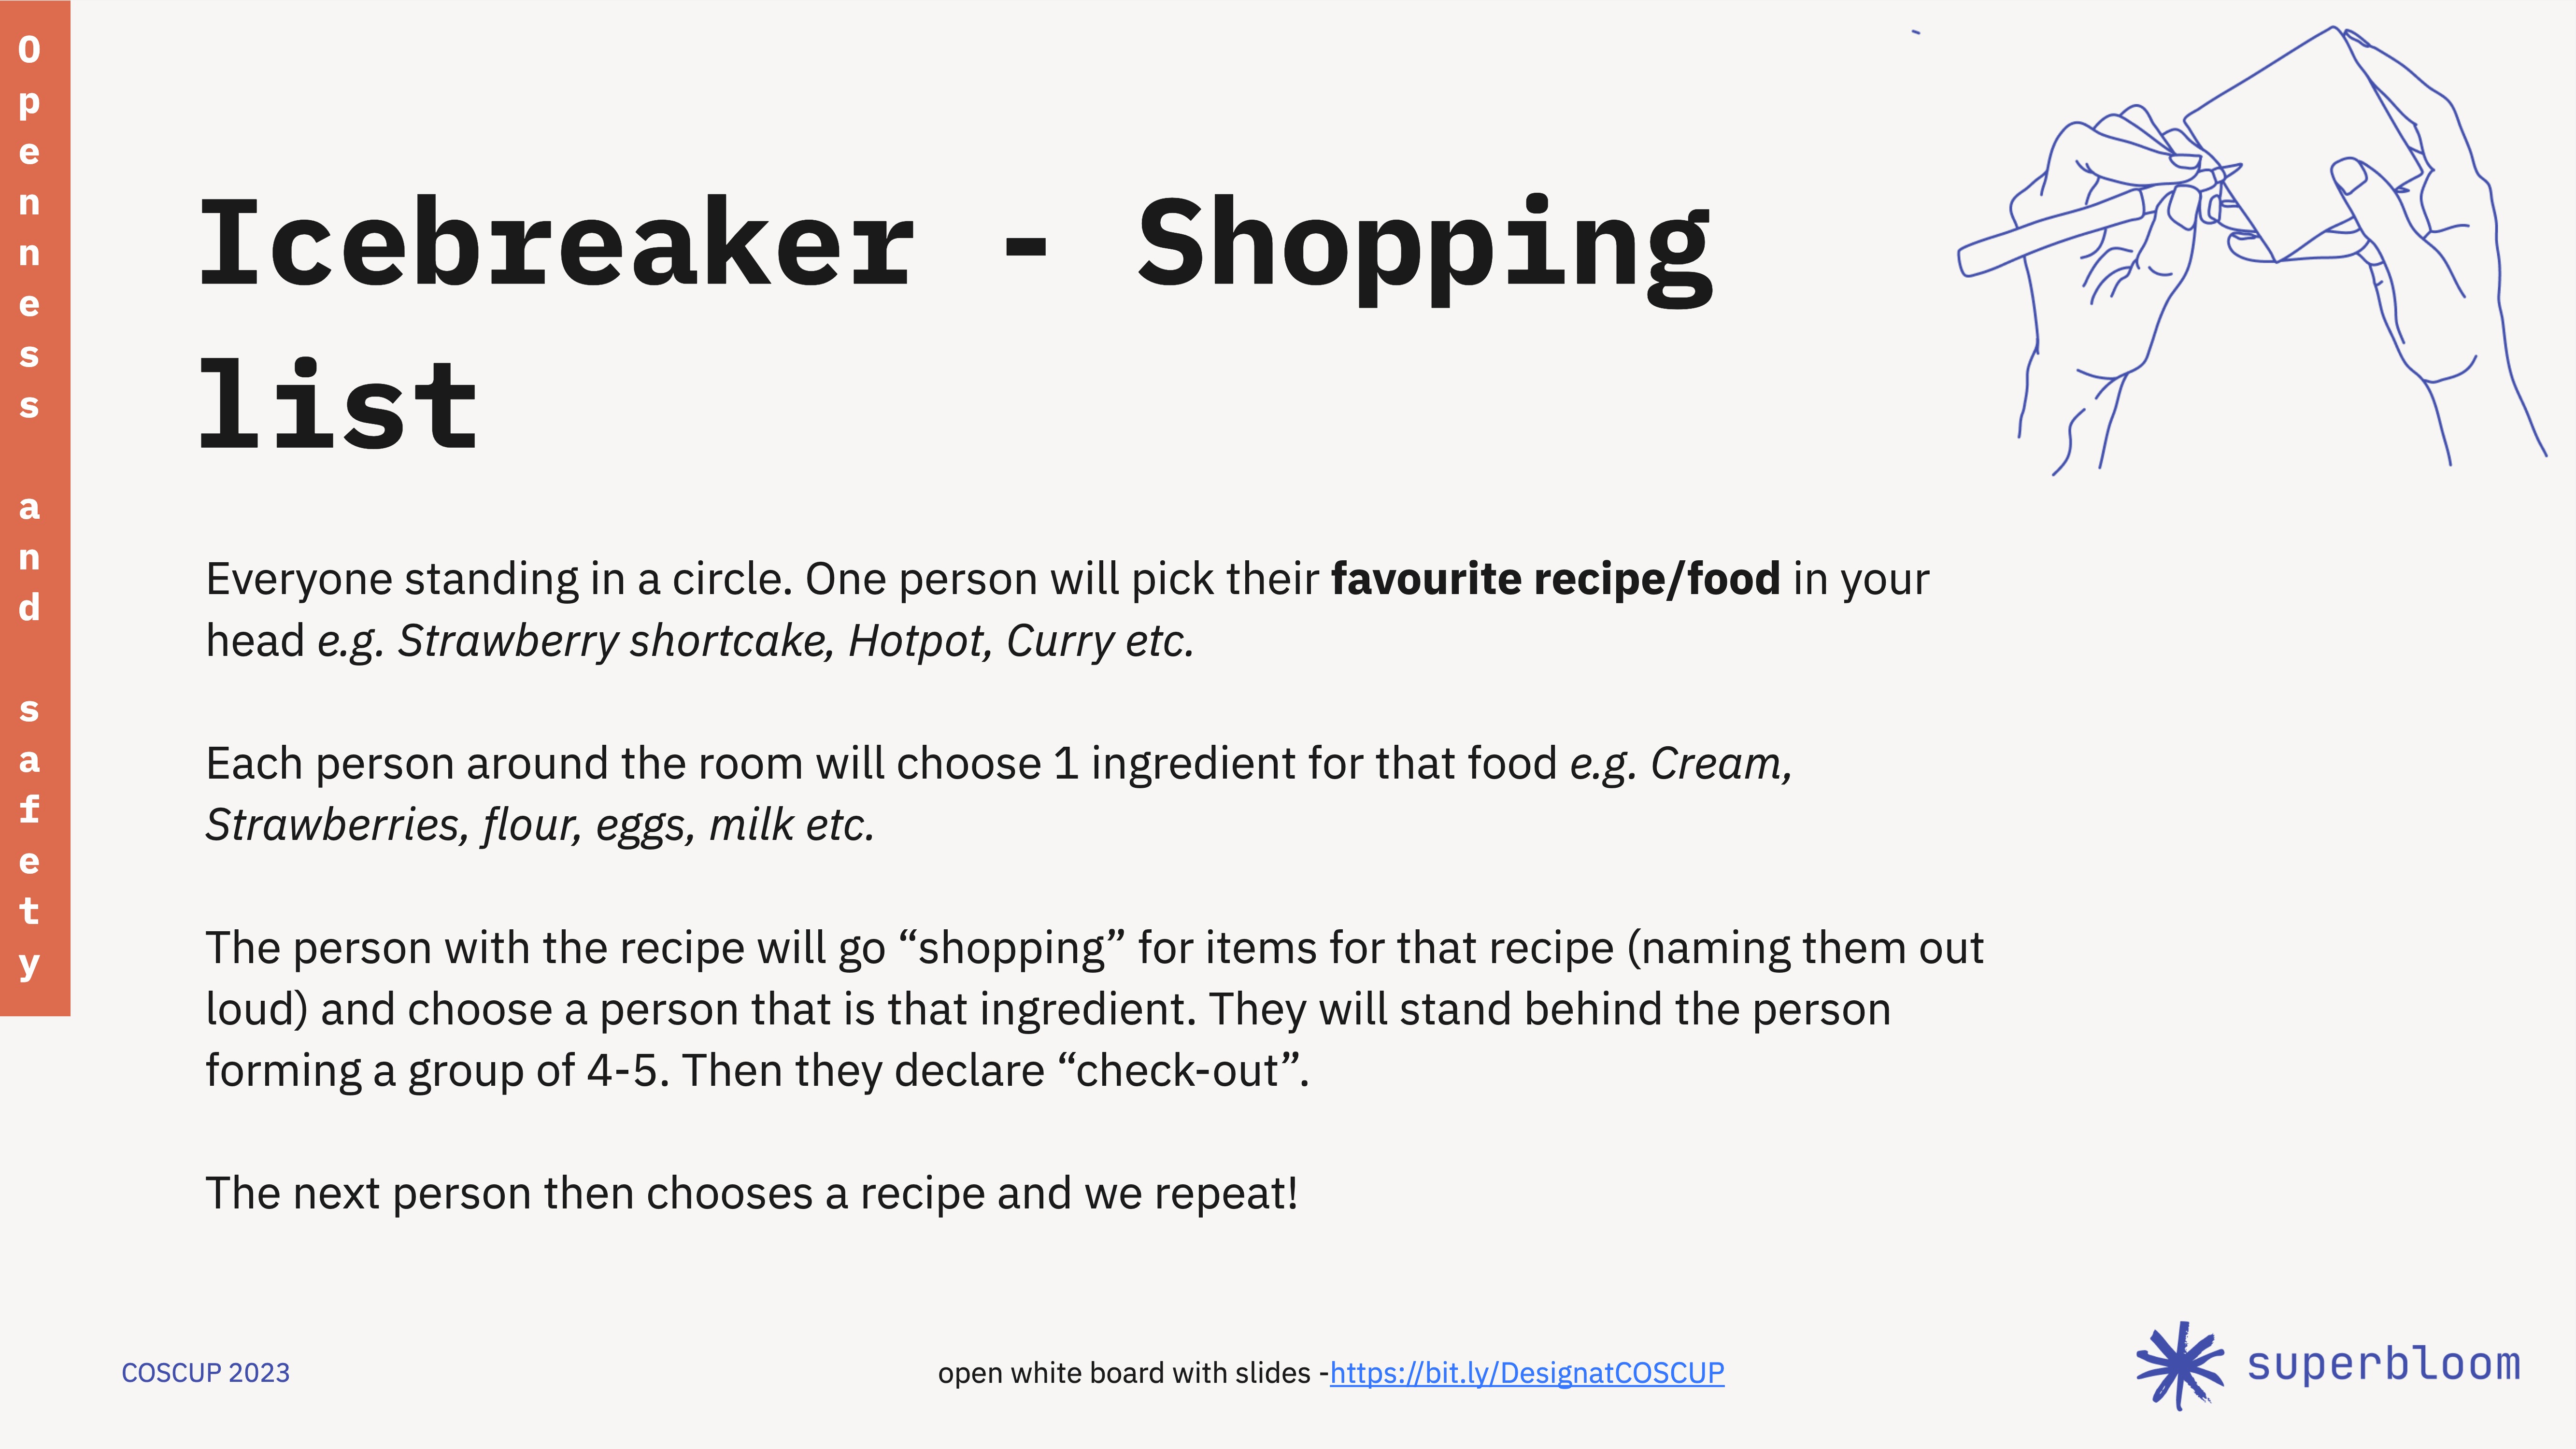 Openness and safety
Icebreaker - Shopping
list
Everyone standing in a circle. One person will pick their favourite recipe/food in your
head e.g. Strawberry shortcake, Hotpot, Curry etc.
Each person around the room will choose 1 ingredient for that food e.g. Cream,
Strawberries, flour, eggs, milk etc.
The person with the recipe will go “shopping” for items for that recipe (naming them out
loud) and choose a person that is that ingredient. They will stand behind the person
forming a group of 4-5. Then they declare “check-out”.
The next person then chooses a recipe and we repeat!
COSCUP 2023
open white board with slides -https://bit.ly/DesignatCOSCUP
superbloom